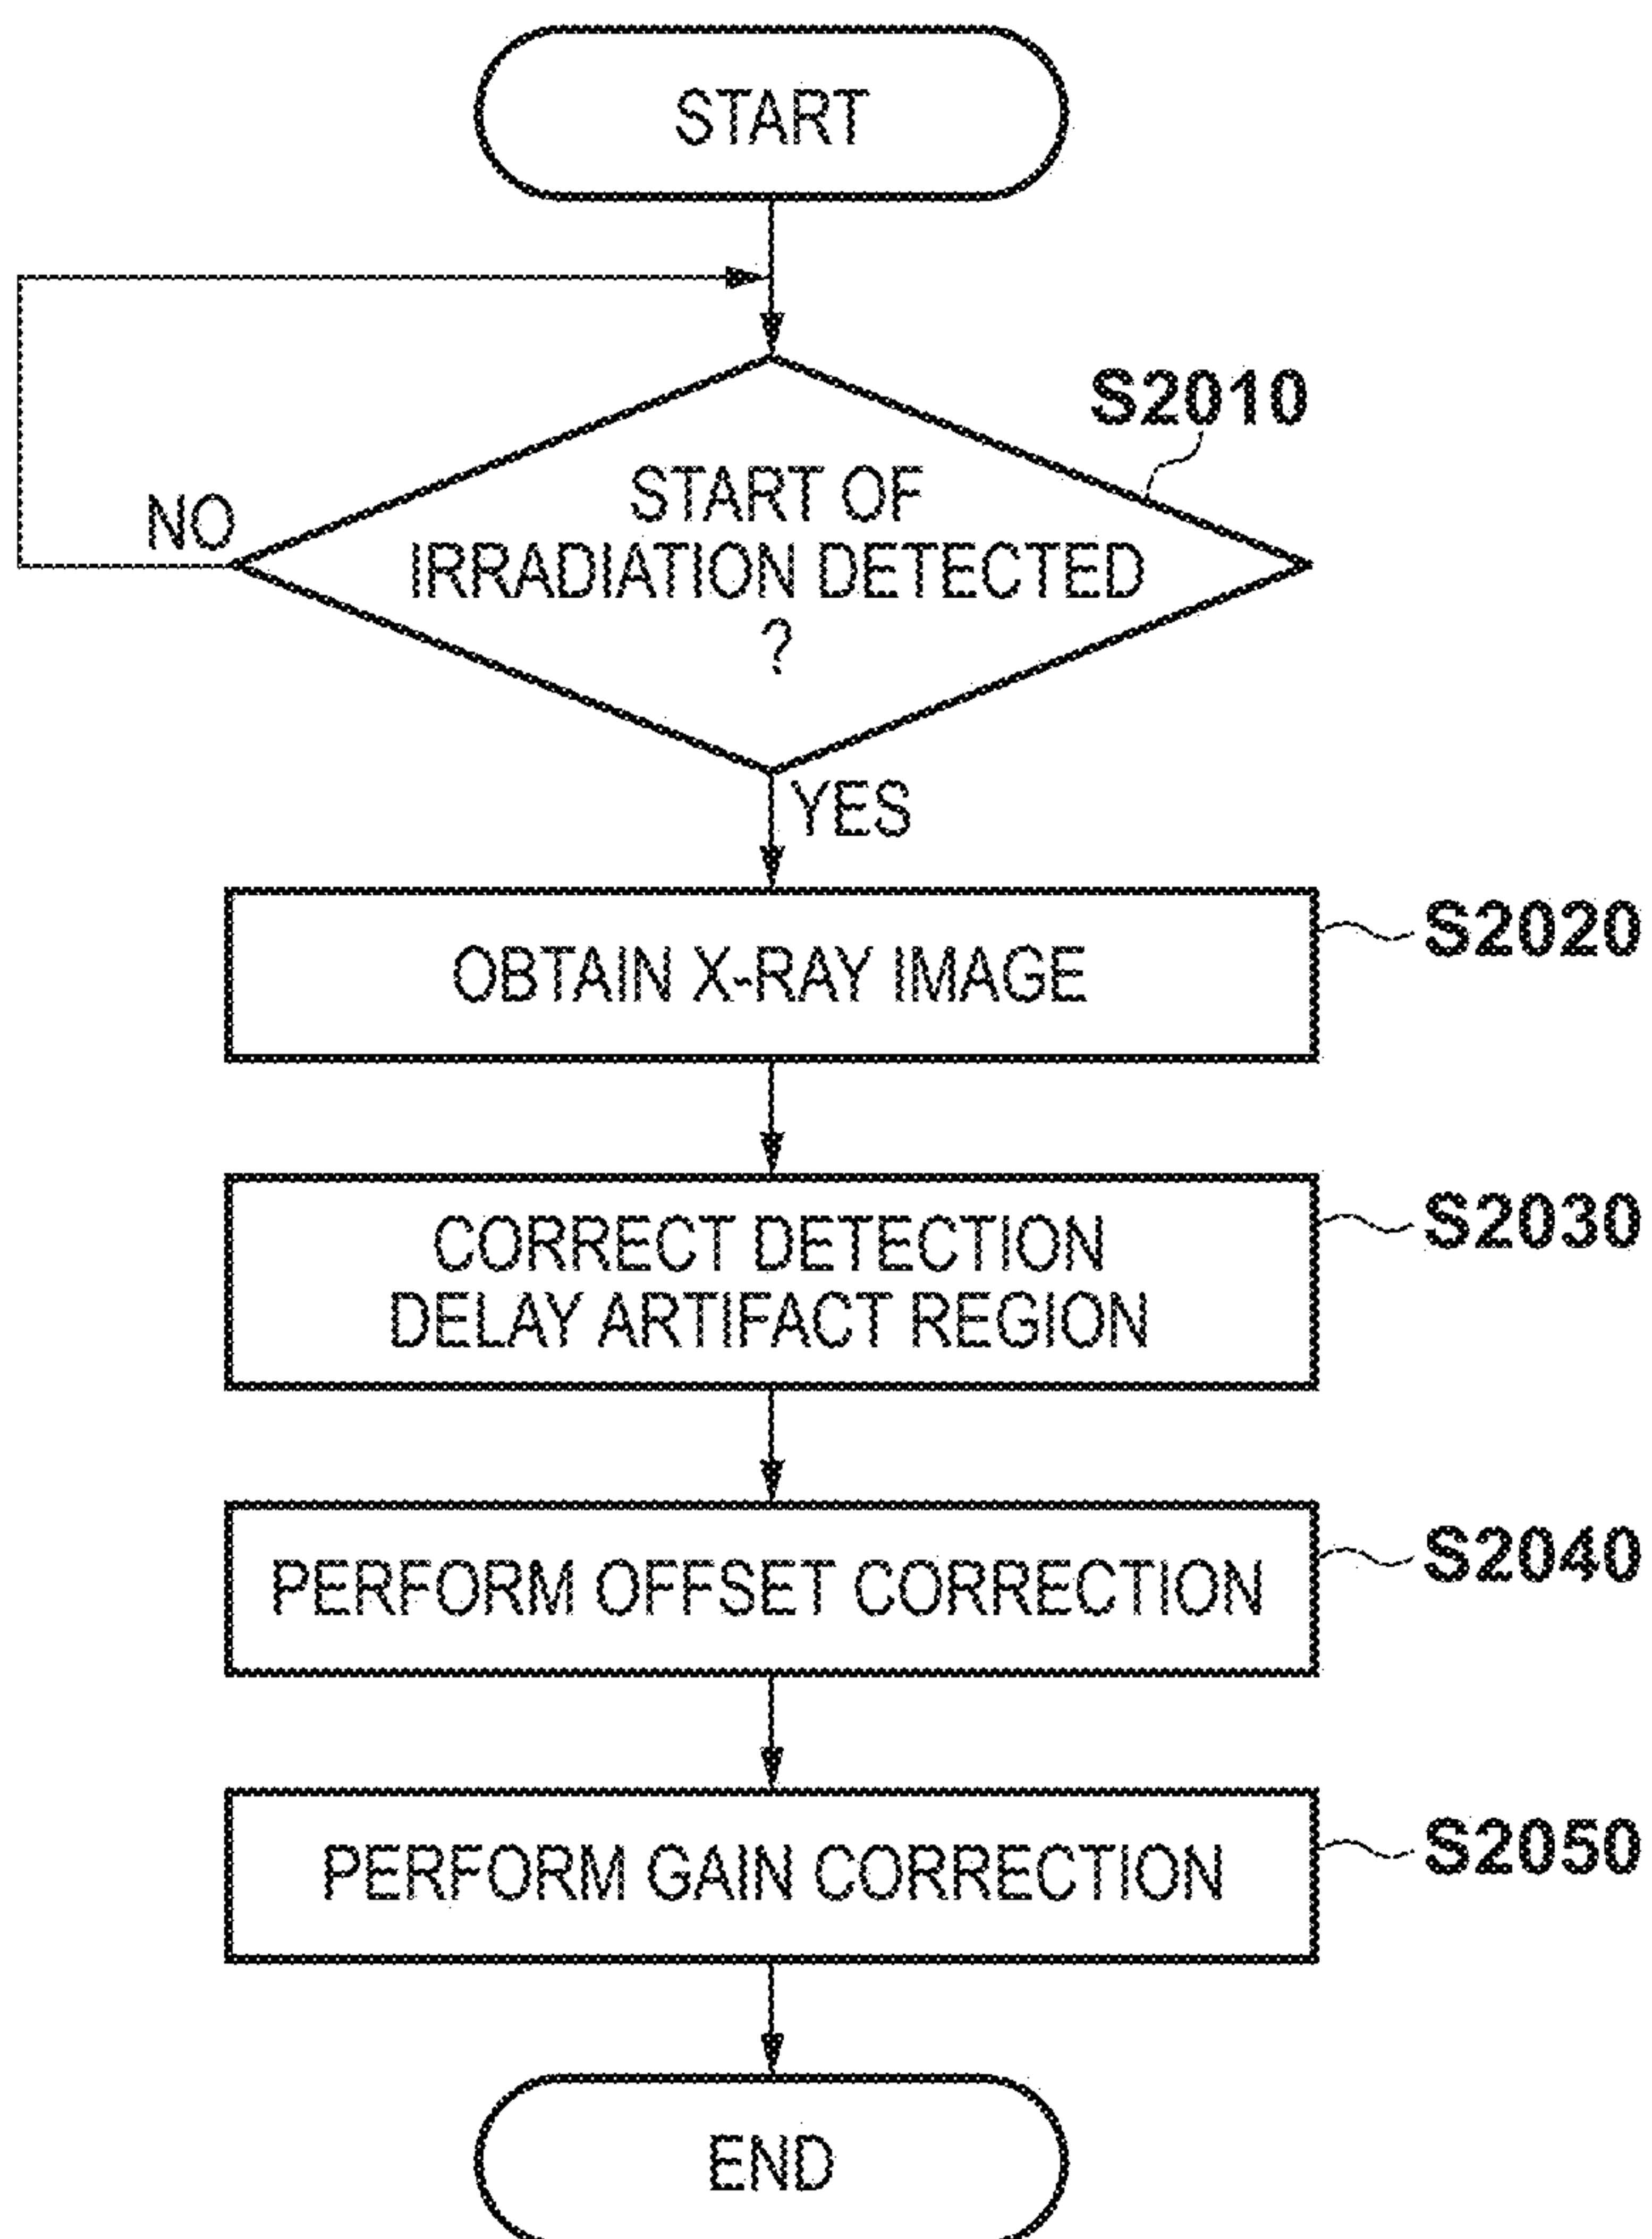 START
S2010
START OF
IRRADIATION DETECTED
?
NO
YES
OBTAIN X-RAY IMAGE
S2020
CORRECT DETECTION
DELAY ARTIFACT REGION
S2030
PERFORM OFFSET CORRECTION
S2040
PERFORM GAIN CORRECTION
S2050
END